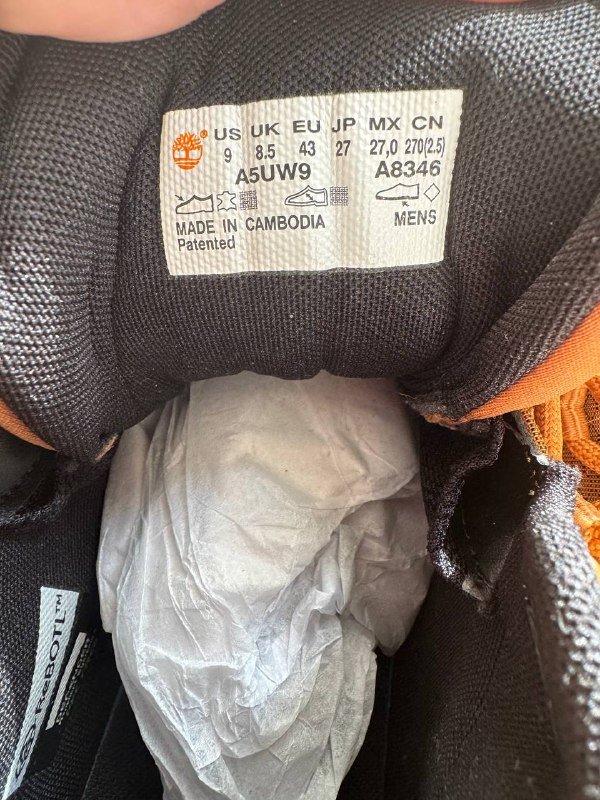 US UK EU JP MX CN
9 8.5 43 27 27,0 270(2.5)
A5UW9 A8346
MADE IN CAMBODIA MENS
Patented
ReBOTL™